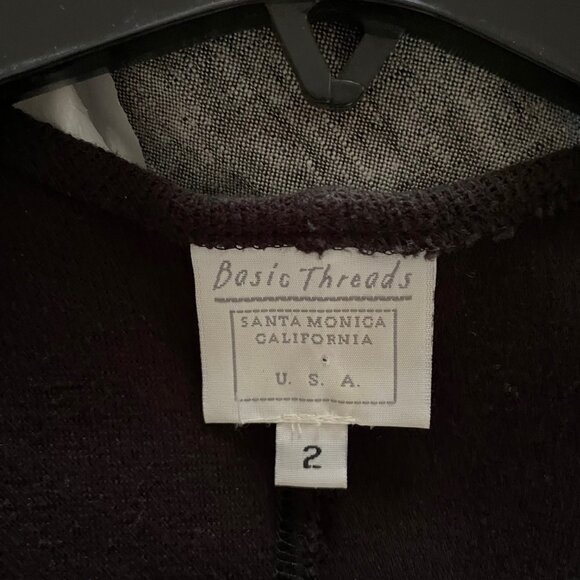 Basic Threads
SANTA MONICA
CALIFORNIA
U. S. A.
2